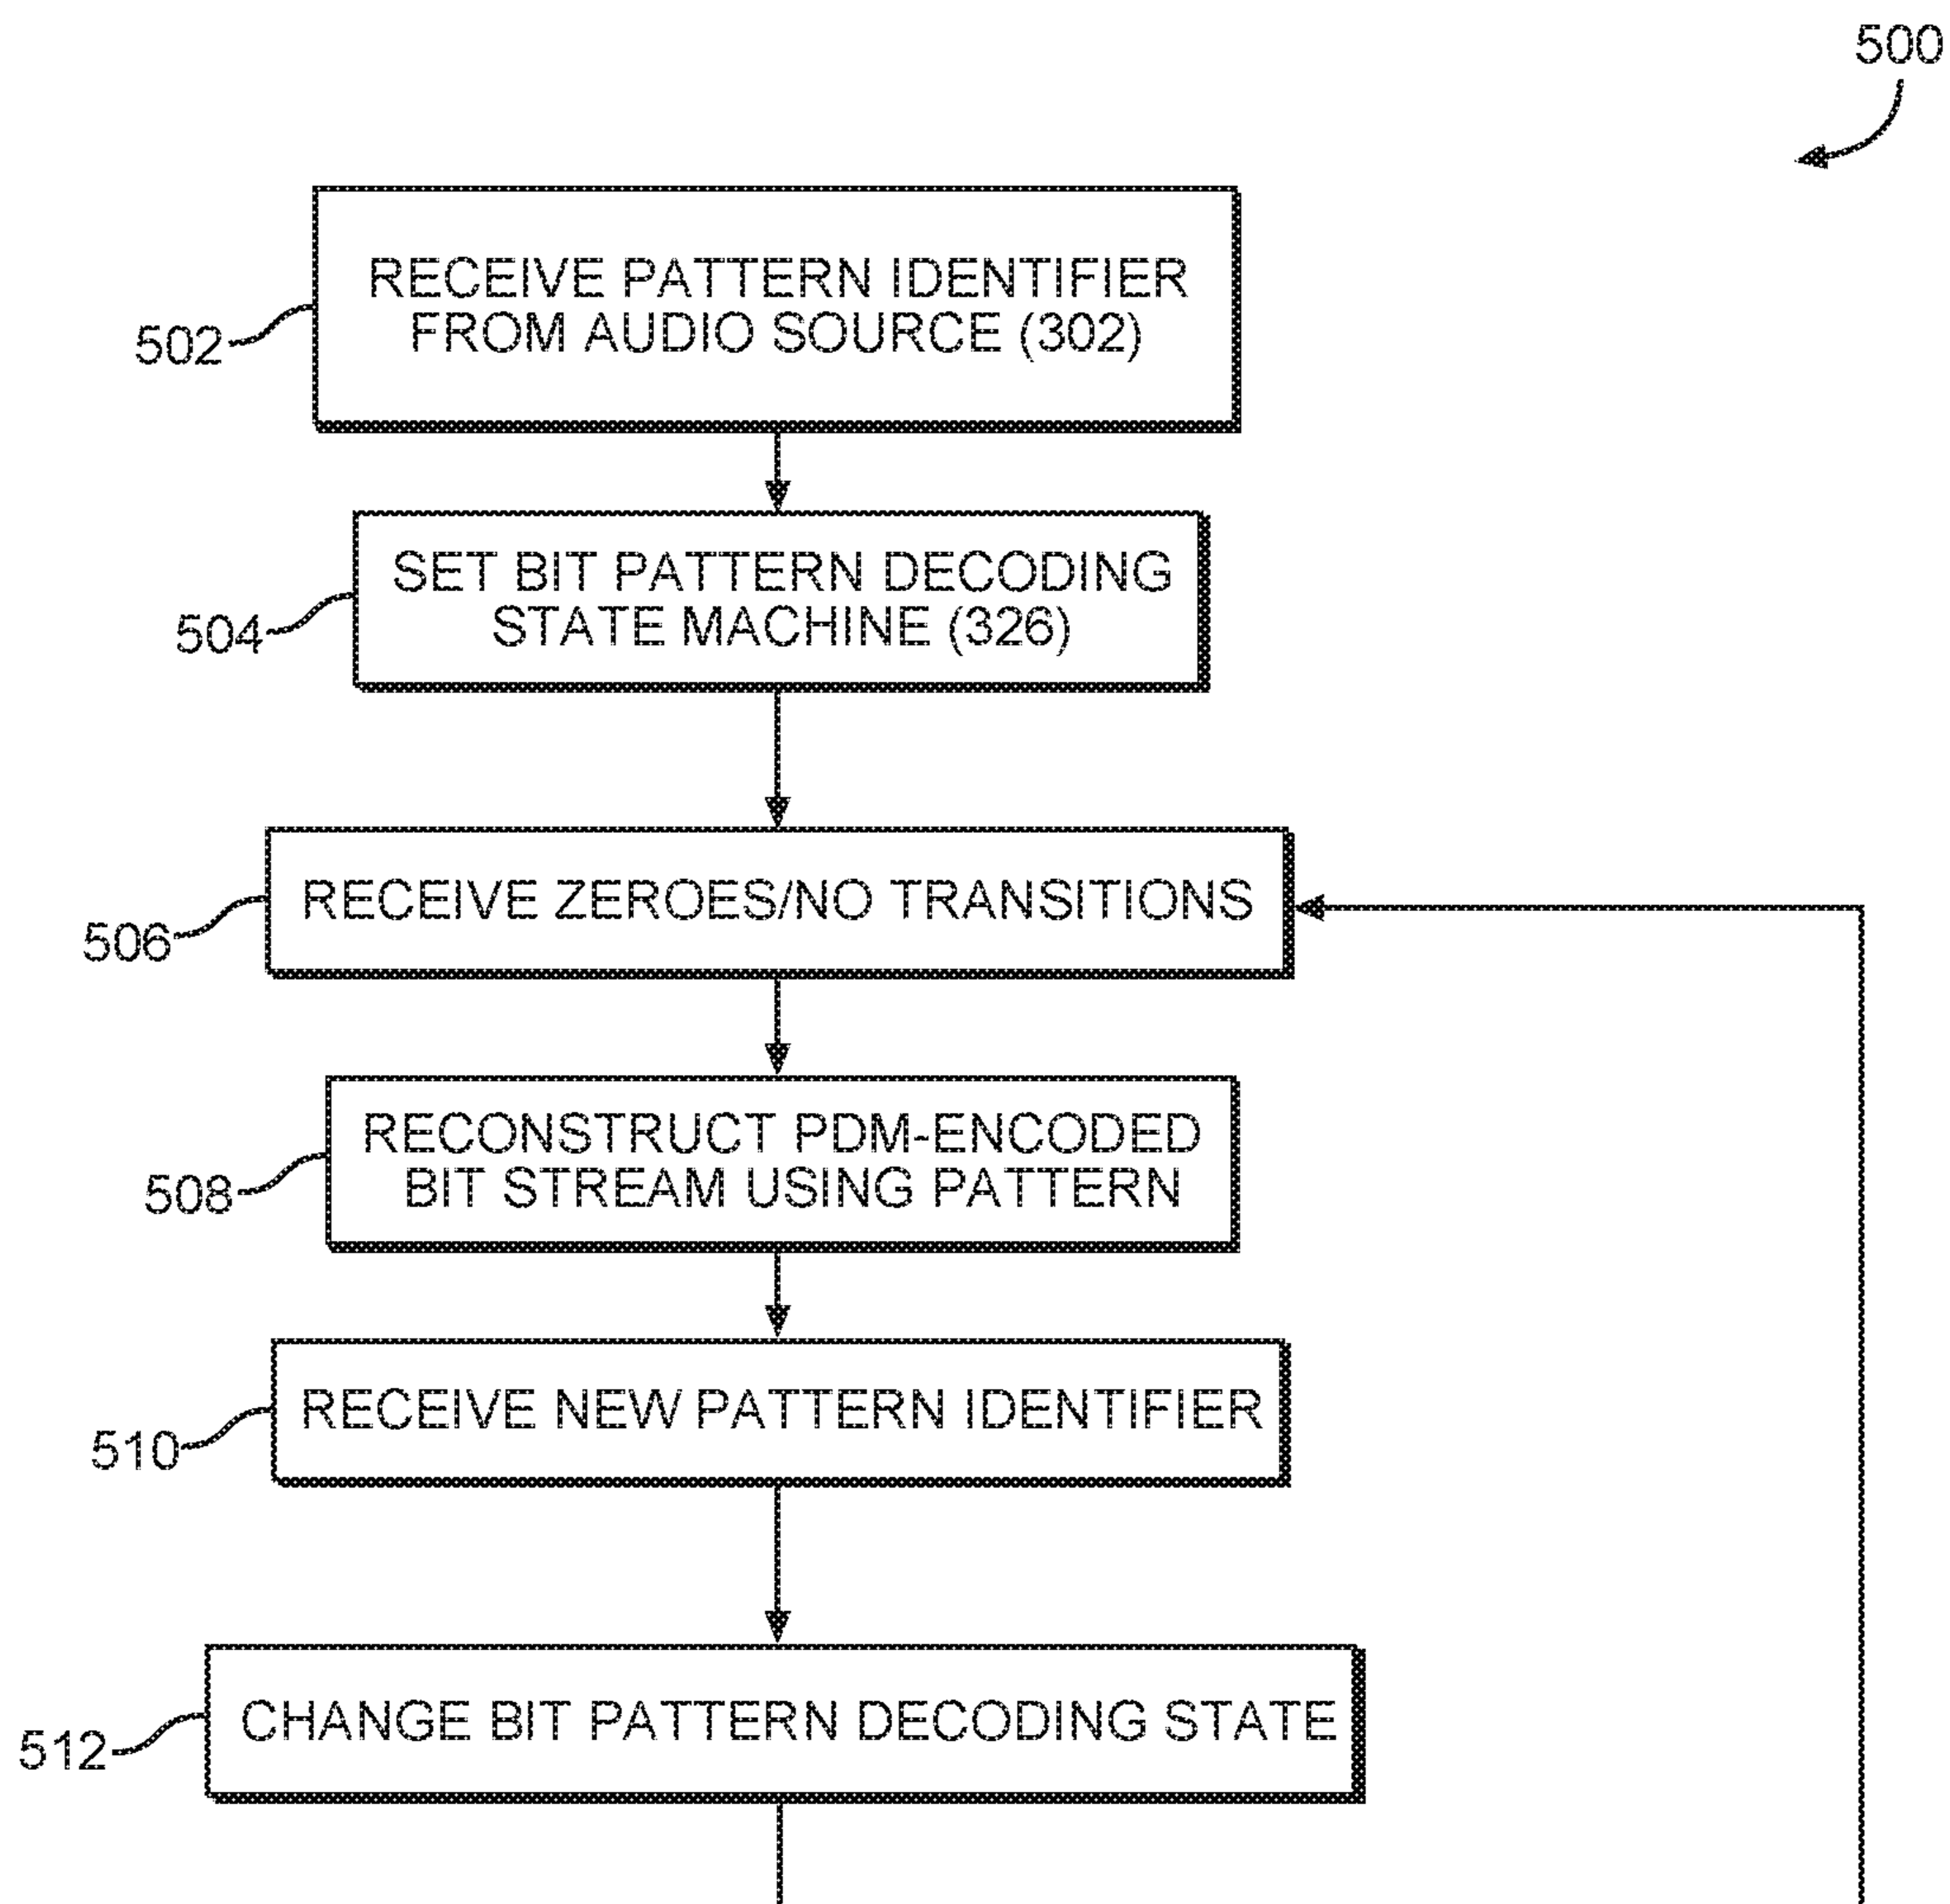 500
RECEIVE PATTERN IDENTIFIER
FROM AUDIO SOURCE (302)
502
SET BIT PATTERN DECODING
STATE MACHINE (326)
504
RECEIVE ZEROES/NO TRANSITIONS
506
RECONSTRUCT PDM-ENCODED
BIT STREAM USING PATTERN
508
RECEIVE NEW PATTERN IDENTIFIER
510
CHANGE BIT PATTERN DECODING STATE
512